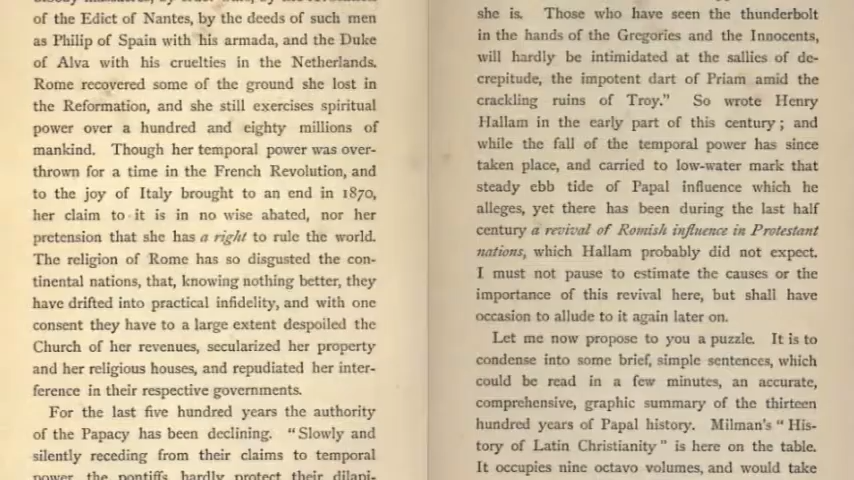 of the Edict of Nantes, by the deeds of such men
as Philip of Spain with his armada, and the Duke
of Alva with his cruelties in the Netherlands.
Rome recovered some of the ground she lost in
the Reformation, and she still exercises spiritual
power over a hundred and eighty millions of
mankind. Though her temporal power was over-
thrown for a time in the French Revolution, and
to the joy of Italy brought to an end in 1870,
her claim to it is in no wise abated, nor her
pretension that she has a right to rule the world.
The religion of Rome has so disgusted the con-
tinental nations, that, knowing nothing better, they
have drifted into practical infidelity, and with one
consent they have to a large extent despoiled the
Church of her revenues, secularized her property
and her religious houses, and repudiated her inter-
ference in their respective governments.
For the last five hundred years the authority
of the Papacy has been declining. "Slowly and
silently receding from their claims to temporal
power, the pontiffs hardly protect their dilapi-
she is. Those who have seen the thunderbolt
in the hands of the Gregories and the Innocents,
will hardly be intimidated at the sallies of de-
crepitude, the impotent dart of Priam amid the
crackling ruins of Troy." So wrote Henry
Hallam in the early part of this century; and
while the fall of the temporal power has since
taken place, and carried to low-water mark that
steady ebb tide of Papal influence which he
alleges, yet there has been during the last half
century a revival of Romish influence in Protestant
nations, which Hallam probably did not expect.
I must not pause to estimate the causes or the
importance of this revival here, but shall have
occasion to allude to it again later on.
Let me now propose to you a puzzle. It is to
condense into some brief, simple sentences, which
could be read in a few minutes, an accurate,
comprehensive, graphic summary of the thirteen
hundred years of Papal history. Milman's "His-
tory of Latin Christianity" is here on the table.
It occupies nine octavo volumes, and would take